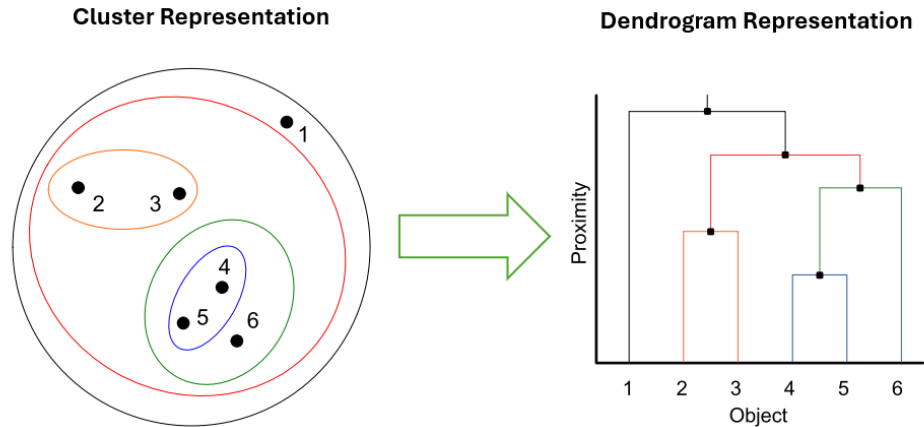 Cluster Representation
1
2
3
4
5
6
Dendrogram Representation
Proximity
1 2 3 4 5 6
Object